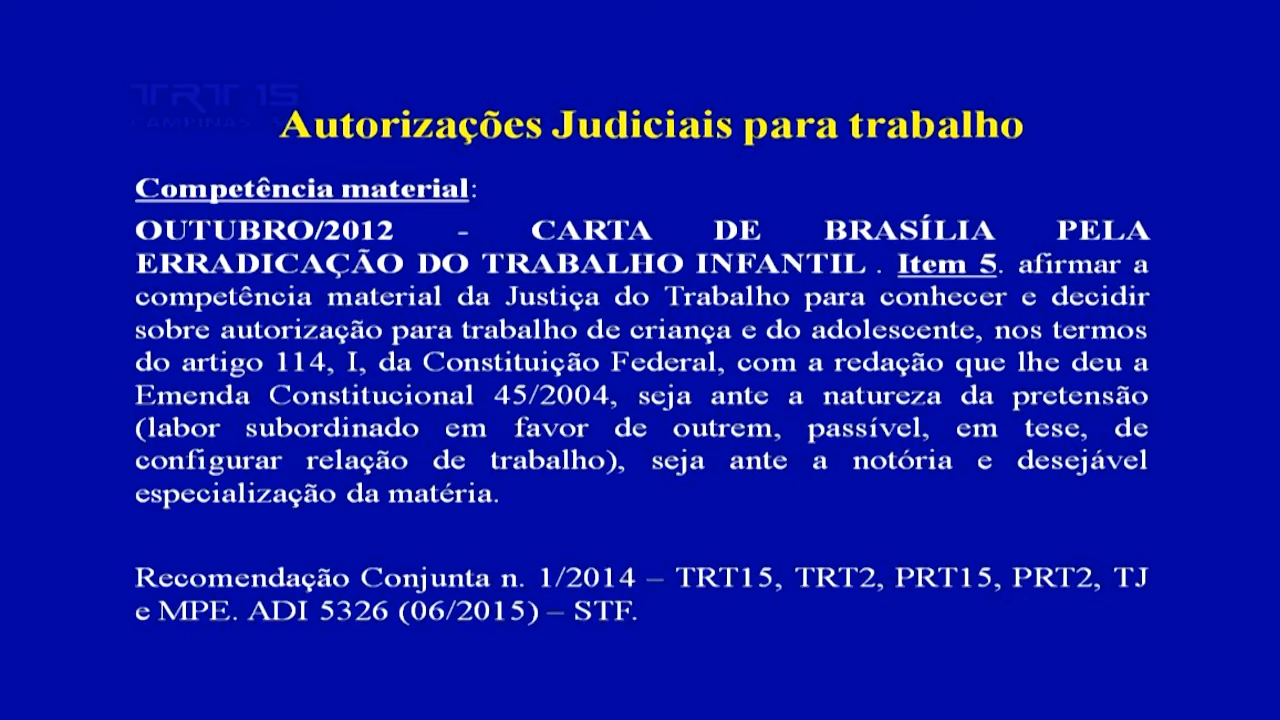 TRT 15
CAMPINAS
Autorizações Judiciais para trabalho
Competência material:
OUTUBRO/2012 - CARTA DE BRASÍLIA PELA
ERRADICAÇÃO DO TRABALHO INFANTIL . Item 5. afirmar a
competência material da Justiça do Trabalho para conhecer e decidir
sobre autorização para trabalho de criança e do adolescente, nos termos
do artigo 114, I, da Constituição Federal, com a redação que lhe deu a
Emenda Constitucional 45/2004, seja ante a natureza da pretensão
(labor subordinado em favor de outrem, passível, em tese, de
configurar relação de trabalho), seja ante a notória e desejável
especialização da matéria.
Recomendação Conjunta n. 1/2014 – TRT15, TRT2, PRT15, PRT2, TJ
e MPE. ADI 5326 (06/2015) – STF.